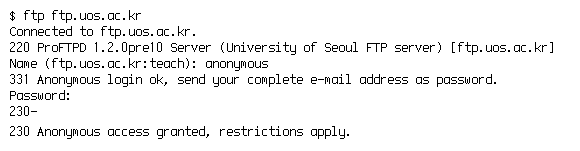 $ ftp ftp.uos.ac.kr
Connected to ftp.uos.ac.kr.
220 ProFTPD 1.2.0pre10 Server (University of Seoul FTP server) [ftp.uos.ac.kr]
Name (ftp.uos.ac.kr:teach): anonymous
331 Anonymous login ok, send your complete e-mail address as password.
Password:
230-
230 Anonymous access granted, restrictions apply.